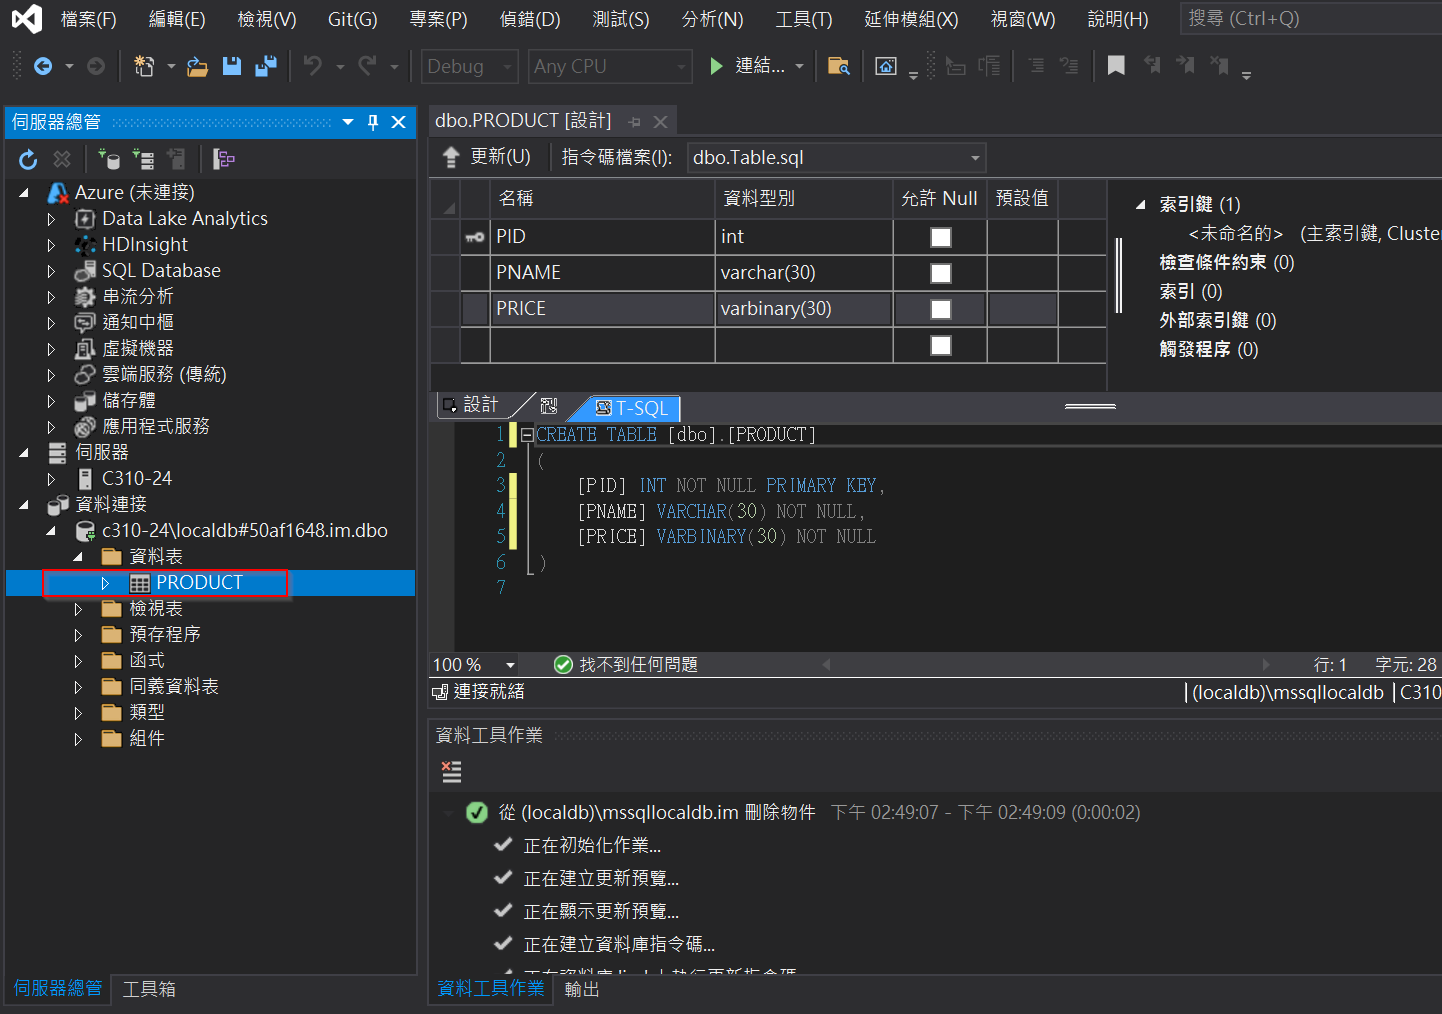 檔案(F) 編輯(E) 檢視(V) Git(G) 專案(P) 偵錯(D) 測試(S) 分析(N) 工具(T) 延伸模組(X) 視窗(W) 說明(H) 搜尋 (Ctrl+Q)
Debug Any CPU 連結...
伺服器總管
Azure (未連接)
Data Lake Analytics
HDInsight
SQL Database
串流分析
通知中樞
虛擬機器
雲端服務 (傳統)
儲存體
應用程式服務
伺服器
C310-24
資料連接
c310-24\localdb#50af1648.im.dbo
資料表
PRODUCT
檢視表
預存程序
函式
同義資料表
類型
組件
伺服器總管 工具箱
dbo.PRODUCT [設計]
更新(U) 指令碼檔案(I): dbo.Table.sql
名稱 資料型別 允許 Null 預設值
PID int
PNAME varchar(30)
PRICE varbinary(30)
索引鍵 (1)
<未命名的> (主索引鍵, Cluster
檢查條件約束 (0)
索引 (0)
外部索引鍵 (0)
觸發程序 (0)
設計 T-SQL
1 CREATE TABLE [dbo].[PRODUCT]
2 (
3 [PID] INT NOT NULL PRIMARY KEY,
4 [PNAME] VARCHAR(30) NOT NULL,
5 [PRICE] VARBINARY(30) NOT NULL
6 )
7
100 % 找不到任何問題 行: 1 字元: 28
連接就緒 | (localdb)\mssqllocaldb | C310
資料工具作業
從 (localdb)\mssqllocaldb.im 刪除物件 下午 02:49:07 - 下午 02:49:09 (0:00:02)
正在初始化作業...
正在建立更新預覽...
正在顯示更新預覽...
正在建立資料庫指令碼...
資料工具作業 輸出